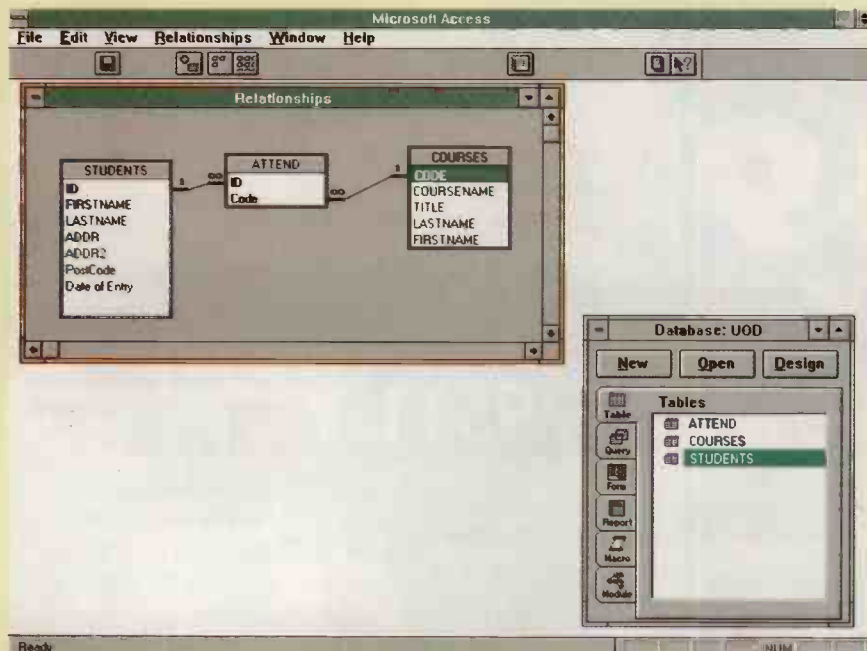 Microsoft Access
File Edit View Relationships Window Help
Relationships
STUDENTS
ID
FIRSTNAME
LASTNAME
ADDR
ADDR2
PostCode
Date of Entry
1 ∞
ATTEND
ID
Code
∞ 1
COURSES
CODE
COURSENAME
TITLE
LASTNAME
FIRSTNAME
Database: UOD
New Open Design
Table
Query
Form
Report
Macro
Module
Tables
ATTEND
COURSES
STUDENTS
Ready
NUM